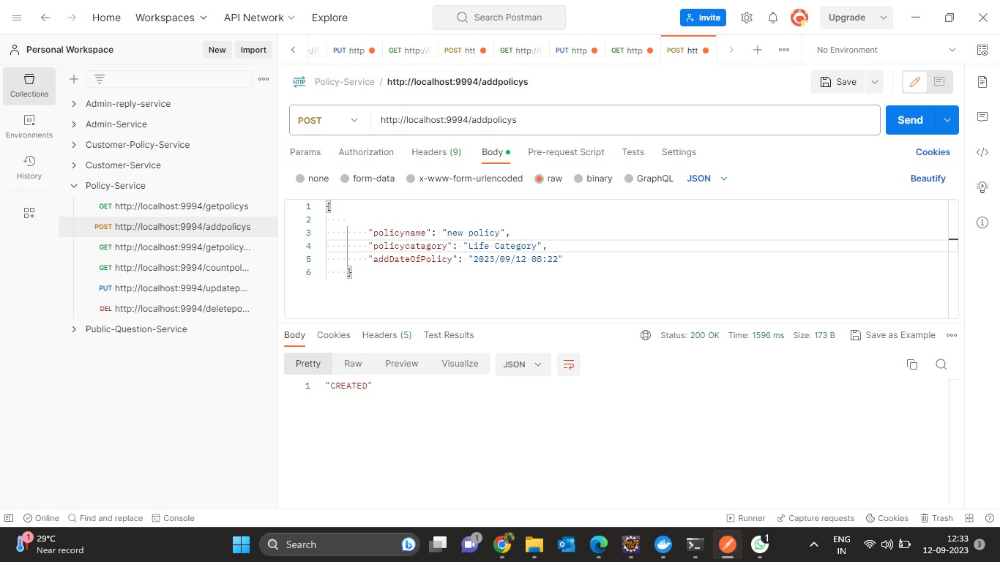 Home Workspaces API Network Explore Search Postman Invite Upgrade
Personal Workspace New Import
:// PUT http GET http:// POST htt GET http:// PUT http GET http POST htt No Environment
Collections
Environments
History
Admin-reply-service
Admin-Service
Customer-Policy-Service
Customer-Service
Policy-Service
GET http://localhost:9994/getpolicys
POST http://localhost:9994/addpolicys
GET http://localhost:9994/getpolicy...
GET http://localhost:9994/countpol...
PUT http://localhost:9994/updatep...
DEL http://localhost:9994/deletepo...
Public-Question-Service
HTTP Policy-Service / http://localhost:9994/addpolicys Save
POST http://localhost:9994/addpolicys Send
Params Authorization Headers (9) Body Pre-request Script Tests Settings Cookies
none form-data x-www-form-urlencoded raw binary GraphQL JSON Beautify
1 {
2
3 "policyname": "new policy",
4 "policycatagory": "Life Category",
5 "addDateOfPolicy": "2023/09/12 08:22"
6 }
Body Cookies Headers (5) Test Results Status: 200 OK Time: 1596 ms Size: 173 B Save as Example
Pretty Raw Preview Visualize JSON
1 "CREATED"
Online Find and replace Console Runner Capture requests Cookies Trash
1 29°C
Near record
Search
1
Java EE
IDE
1
ENG
IN
12:33
12-09-2023
3